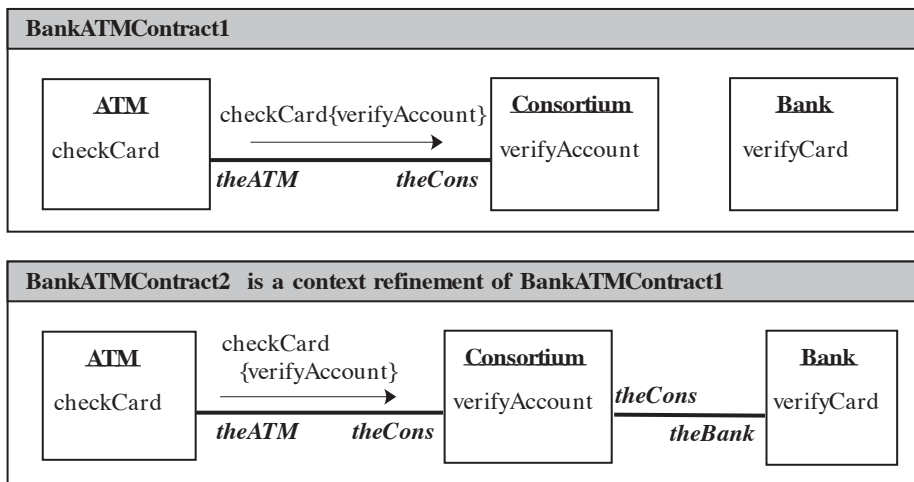 BankATMContract1
ATM
checkCard
checkCard{verifyAccount}
theATM
theCons
Consortium
verifyAccount
Bank
verifyCard
BankATMContract2 is a context refinement of BankATMContract1
ATM
checkCard
checkCard
{verifyAccount}
theATM
theCons
Consortium
verifyAccount
theCons
theBank
Bank
verifyCard